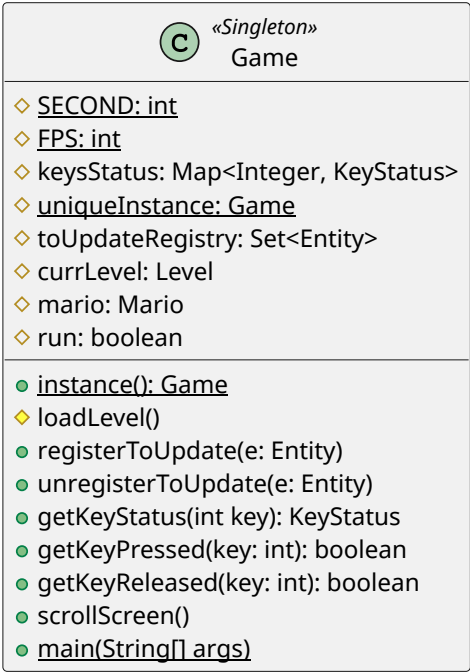 C
«Singleton»
Game
SECOND: int
FPS: int
keysStatus: Map<Integer, KeyStatus>
uniqueInstance: Game
toUpdateRegistry: Set<Entity>
currLevel: Level
mario: Mario
run: boolean
instance(): Game
loadLevel()
registerToUpdate(e: Entity)
unregisterToUpdate(e: Entity)
getKeyStatus(int key): KeyStatus
getKeyPressed(key: int): boolean
getKeyReleased(key: int): boolean
scrollScreen()
main(String[] args)